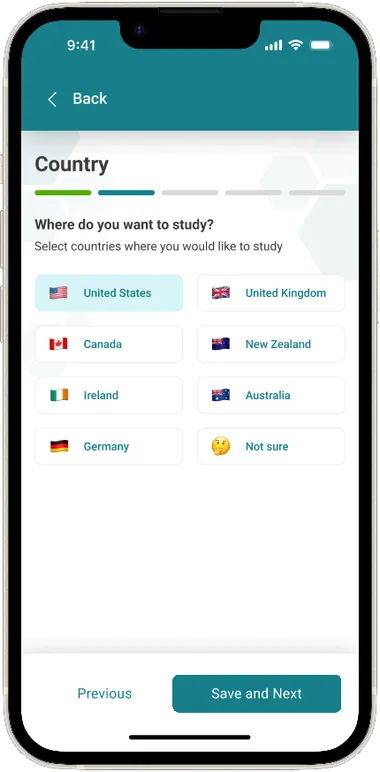 9:41
Back
Country
Where do you want to study?
Select countries where you would like to study
United States
United Kingdom
Canada
New Zealand
Ireland
Australia
Germany
Not sure
Previous
Save and Next